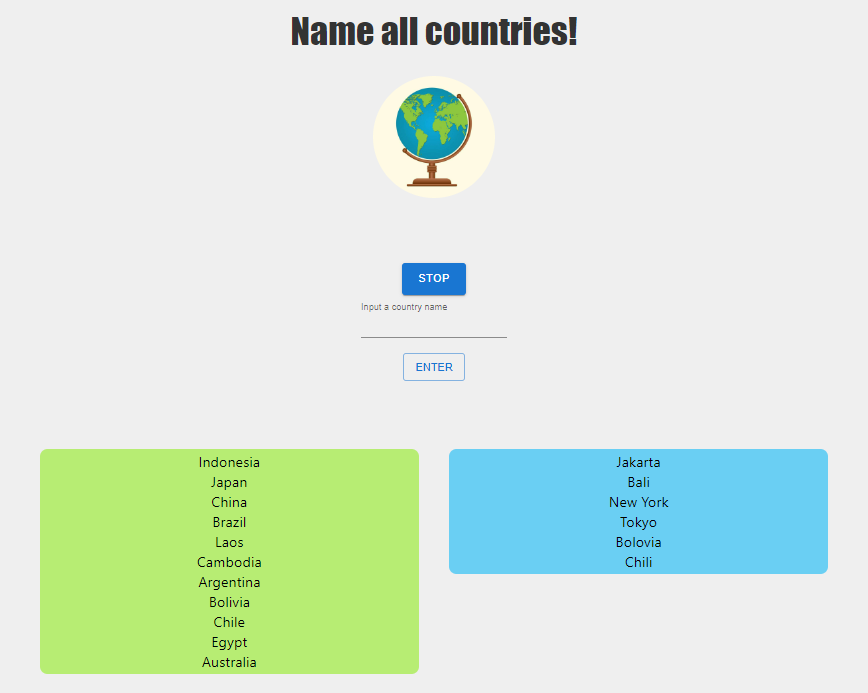 Name all countries!
STOP
Input a country name
ENTER
Indonesia
Japan
China
Brazil
Laos
Cambodia
Argentina
Bolivia
Chile
Egypt
Australia
Jakarta
Bali
New York
Tokyo
Bolovia
Chili